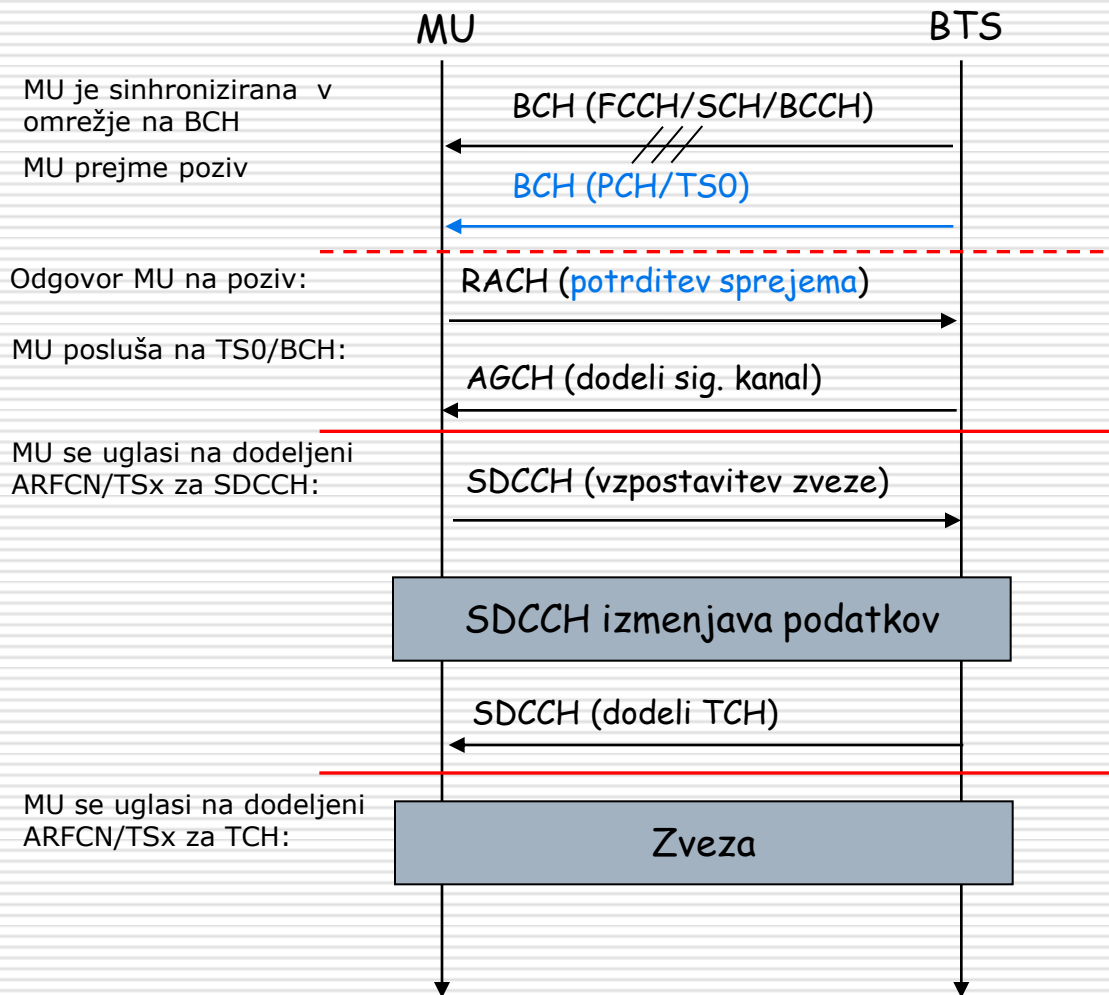 MU
BTS
MU je sinhronizirana v
omrežje na BCH
BCH (FCCH/SCH/BCCH)
MU prejme poziv
BCH (PCH/TS0)
Odgovor MU na poziv:
RACH (potrditev sprejema)
MU posluša na TS0/BCH:
AGCH (dodeli sig. kanal)
MU se uglasi na dodeljeni
ARFCN/TSx za SDCCH:
SDCCH (vzpostavitev zveze)
SDCCH izmenjava podatkov
SDCCH (dodeli TCH)
MU se uglasi na dodeljeni
ARFCN/TSx za TCH:
Zveza